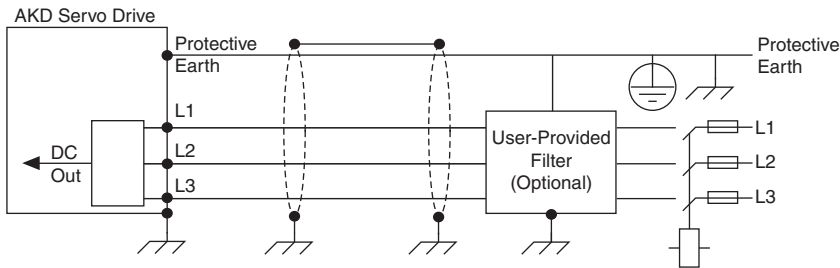 AKD Servo Drive
Protective
Earth
Protective
Earth
L1
L1
DC
Out
L2
User-Provided
Filter
(Optional)
L2
L3
L3